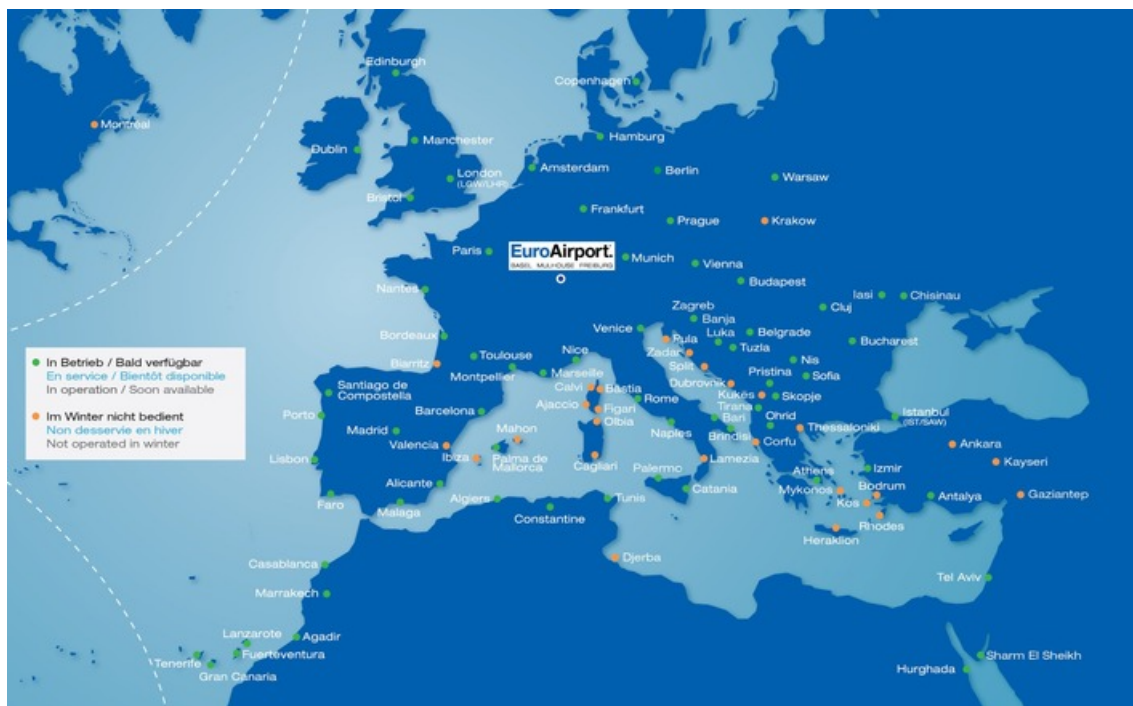 Edinburgh
Copenhagen
Montréal
Manchester
Hamburg
Dublin
Amsterdam
Berlin
London
(LGW/LHR)
Warsaw
Bristol
Frankfurt
Prague
Krakow
Paris
EuroAirport.
BASEL MULHOUSE FREIBURG
Munich
Vienna
Budapest
Nantes
Iasi
Chisinau
Zagreb
Cluj
Banja
Luka
Venice
Belgrade
Bordeaux
Pula
Tuzla
Bucharest
In Betrieb / Bald verfügbar
En service / Bientôt disponible
In operation / Soon available
Im Winter nicht bedient
Non desservie en hiver
Not operated in winter
Biarritz
Toulouse
Nice
Zadar
Nis
Montpellier
Marseille
Split
Pristina
Sofia
Santiago de
Compostella
Calvi
Bastia
Dubrovnik
Kukës
Skopje
Rome
Ajaccio
Figari
Tirana
Porto
Barcelona
Olbia
Bari
Ohrid
Istanbul
(IST/SAW)
Madrid
Mahon
Naples
Brindisi
Thessaloniki
Valencia
Corfu
Ankara
Lisbon
Ibiza
Palma de
Mallorca
Cagliari
Lamezia
Kayseri
Alicante
Palermo
Athens
Izmir
Faro
Malaga
Algiers
Tunis
Catania
Mykonos
Bodrum
Antalya
Gaziantep
Constantine
Kos
Rhodes
Heraklion
Djerba
Casablanca
Tel Aviv
Marrakech
Lanzarote
Agadir
Fuerteventura
Tenerife
Gran Canaria
Sharm El Sheikh
Hurghada